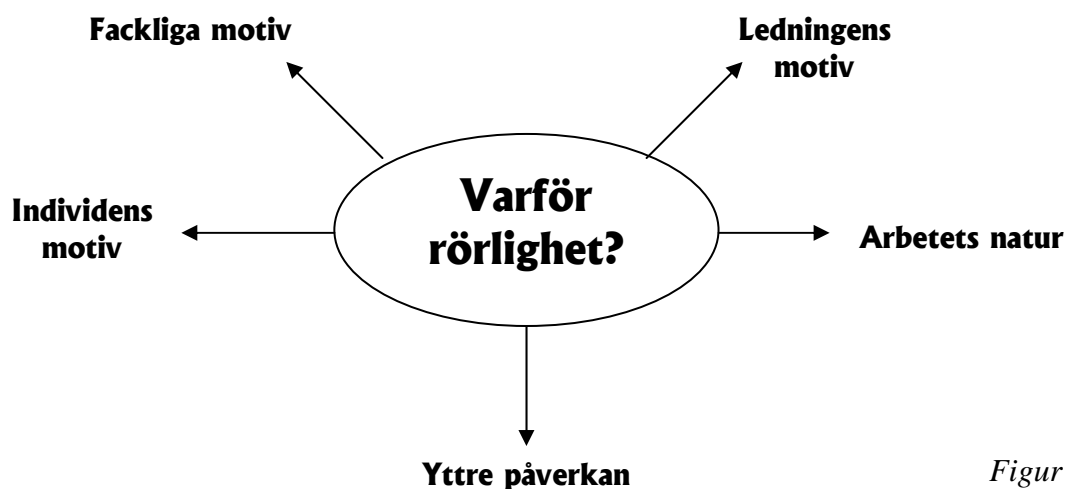 Fackliga motiv
Ledningens
motiv
Varför
rörlighet?
Individens
motiv
Arbetets natur
Yttre påverkan
Figur